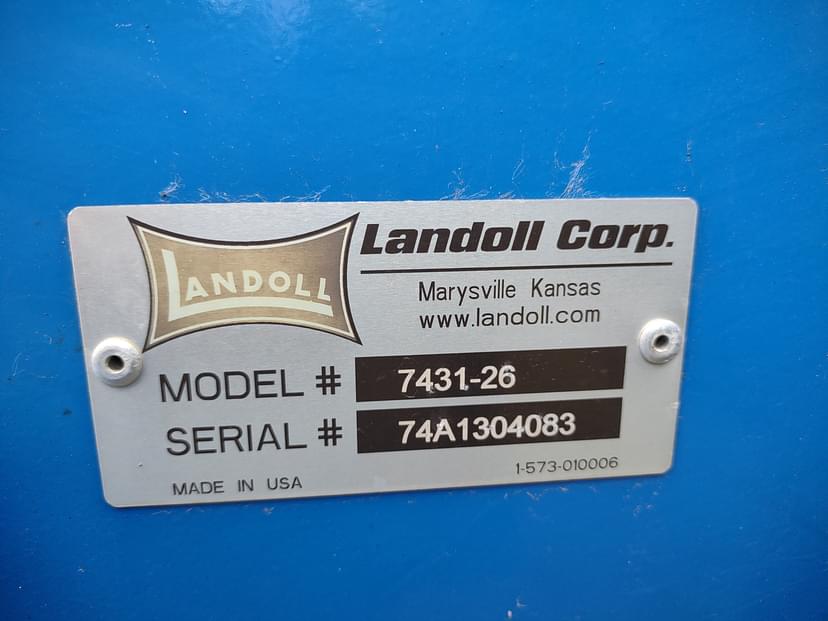 LANDOLL
Landoll Corp.
Marysville Kansas
www.landoll.com
MODEL # 7431-26
SERIAL # 74A1304083
MADE IN USA
1-573-010006